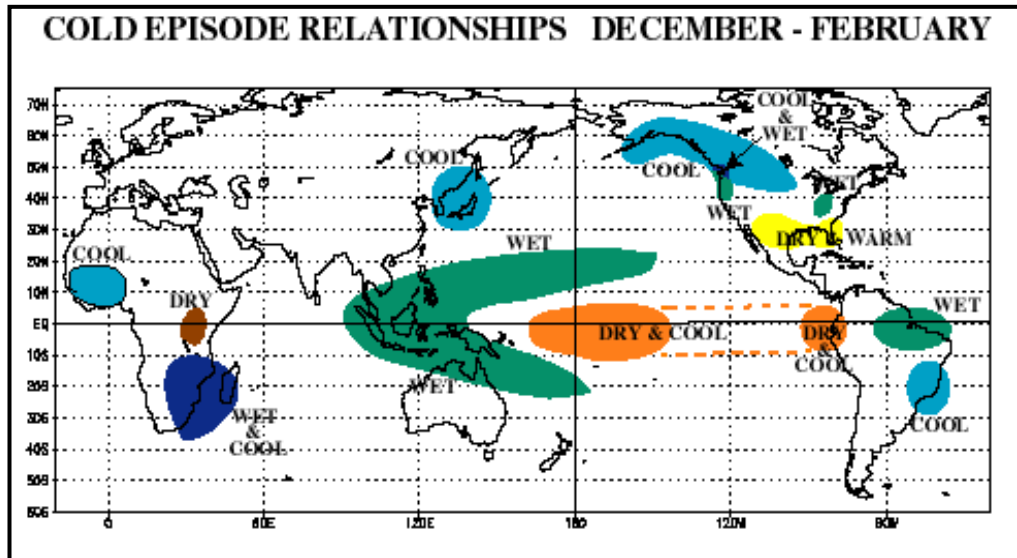 COLD EPISODE RELATIONSHIPS DECEMBER - FEBRUARY
70N
60N
50N
40N
30N
20N
10N
EQ
10S
20S
30S
40S
50S
60S
0
60E
120E
180
120W
60W
COOL
&
WET
COOL
COOL
WET
WET
DRY & WARM
COOL
WET
DRY
DRY & COOL
DRY
&
COOL
WET
WET
WET
&
COOL
COOL